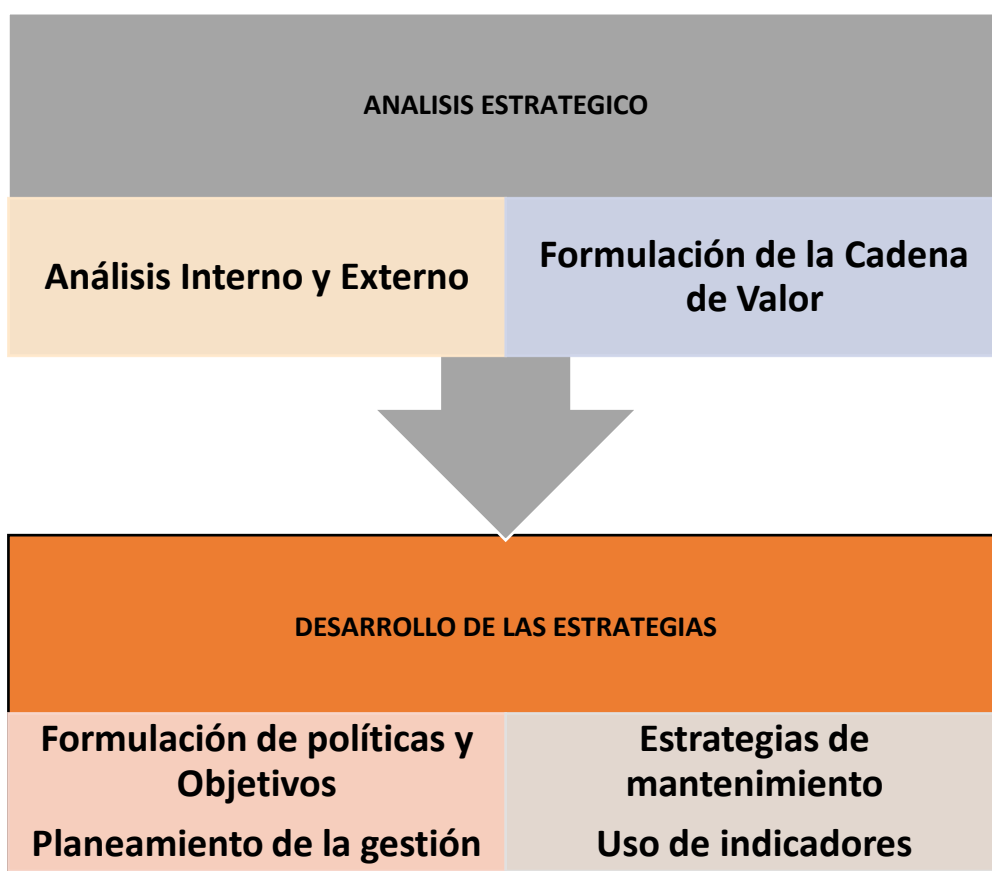 ANALISIS ESTRATEGICO
Análisis Interno y Externo
Formulación de la Cadena
de Valor
DESARROLLO DE LAS ESTRATEGIAS
Formulación de políticas y
Objetivos
Planeamiento de la gestión
Estrategias de
mantenimiento
Uso de indicadores